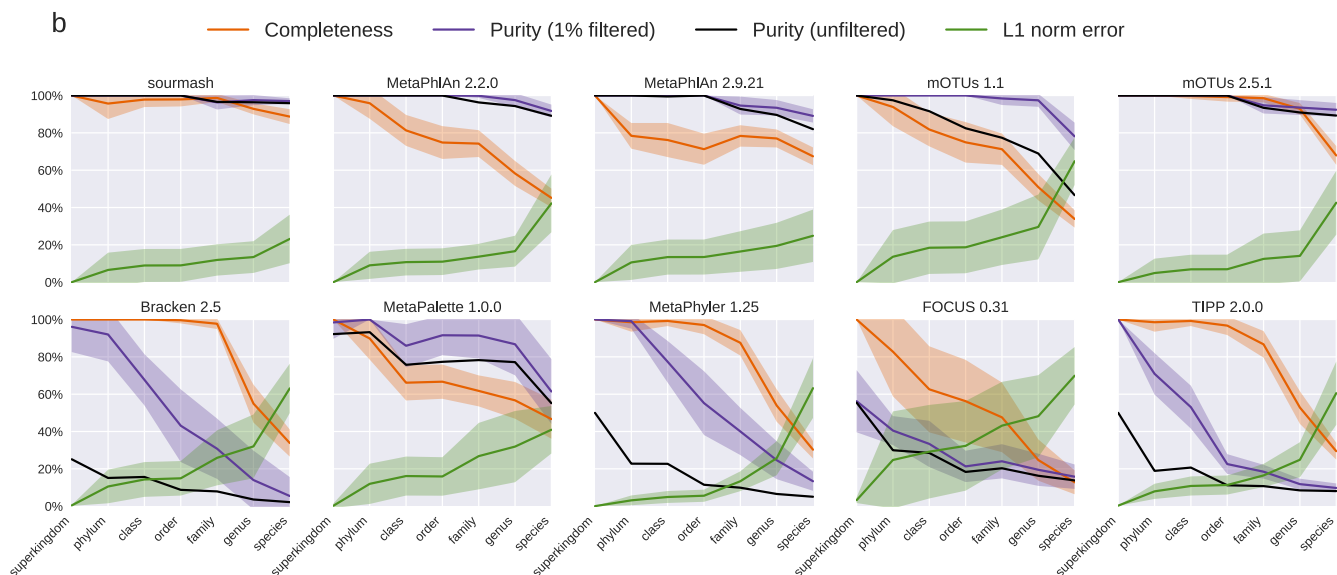 b
Completeness Purity (1% filtered) Purity (unfiltered) L1 norm error
sourmash MetaPhlAn 2.2.0 MetaPhlAn 2.9.21 mOTUs 1.1 mOTUs 2.5.1
100%
80%
60%
40%
20%
0%
Bracken 2.5 MetaPalette 1.0.0 MetaPhyler 1.25 FOCUS 0.31 TIPP 2.0.0
100%
80%
60%
40%
20%
0%
superkingdom phylum class order family genus species superkingdom phylum class order family genus species superkingdom phylum class order family genus species superkingdom phylum class order family genus species superkingdom phylum class order family genus species